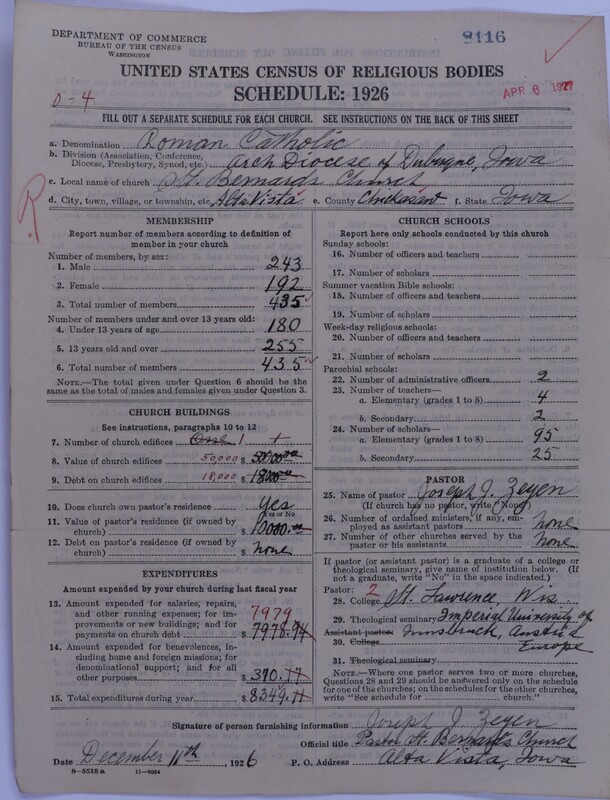 DEPARTMENT OF COMMERCE
BUREAU OF THE CENSUS
WASHINGTON
8116
APR 6 1927
UNITED STATES CENSUS OF RELIGIOUS BODIES
SCHEDULE: 1926
0-4
FILL OUT A SEPARATE SCHEDULE FOR EACH CHURCH. SEE INSTRUCTIONS ON THE BACK OF THIS SHEET
a. Denomination Roman Catholic
b. Division (Association, Conference, Diocese, Presbytery, Synod, etc.) Arch Diocese of Dubuque, Iowa
c. Local name of church St. Bernards Church
d. City, town, village, or township, etc. Alta Vista e. County Chickasaw f. State Iowa
R
MEMBERSHIP
Report number of members according to definition of member in your church
Number of members, by sex:
1. Male 243
2. Female 192
3. Total number of members 435
Number of members under and over 13 years old:
4. Under 13 years of age 180
5. 13 years old and over 255
6. Total number of members 435
NOTE.—The total given under Question 6 should be the same as the total of males and females given under Question 3.
CHURCH BUILDINGS
See instructions, paragraphs 10 to 12
7. Number of church edifices One 1
8. Value of church edifices 50,000 $ 50000.00
9. Debt on church edifices 18,000 $
10. Does church own pastor's residence? Yes
Yes or No
11. Value of pastor's residence (if owned by church) $ 10000.00
12. Debt on pastor's residence (if owned by church) $ none
EXPENDITURES
Amount expended by your church during last fiscal year
13. Amount expended for salaries, repairs, and other running expenses; for improvements or new buildings; and for payments on church debt 7979 $ 7978.94
14. Amount expended for benevolences, including home and foreign missions; for denominational support; and for all other purposes $ 370.17
15. Total expenditures during year $ 8349.11
CHURCH SCHOOLS
Report here only schools conducted by this church
Sunday schools:
16. Number of officers and teachers
17. Number of scholars
Summer vacation Bible schools:
18. Number of officers and teachers
19. Number of scholars
Week-day religious schools:
20. Number of officers and teachers
21. Number of scholars
Parochial schools:
22. Number of administrative officers 2
23. Number of teachers—
a. Elementary (grades 1 to 8) 4
b. Secondary 2
24. Number of scholars—
a. Elementary (grades 1 to 8) 95
b. Secondary 25
PASTOR
25. Name of pastor Joseph J. Zeyen
(If church has no pastor, write "None")
26. Number of ordained ministers, if any, employed as assistant pastors none
27. Number of other churches served by the pastor or his assistants none
If pastor (or assistant pastor) is a graduate of a college or theological seminary, give name of institution below. (If not a graduate, write "No" in the space indicated.)
Pastor: 2
28. College St. Lawrence, Wis.
29. Theological seminary Imperial University of
Assistant pastor: Innsbruck, Austria
30. College Europe
31. Theological seminary
NOTE.—Where one pastor serves two or more churches, Questions 28 and 29 should be answered only on the schedule for one of the churches; on the schedules for the other churches, write "See schedule for church."
Signature of person furnishing information Joseph J. Zeyen
Official title Pastor St. Bernard's Church
Date December 11th, 1926 P. O. Address Alta Vista, Iowa
8-5518a 11-9064